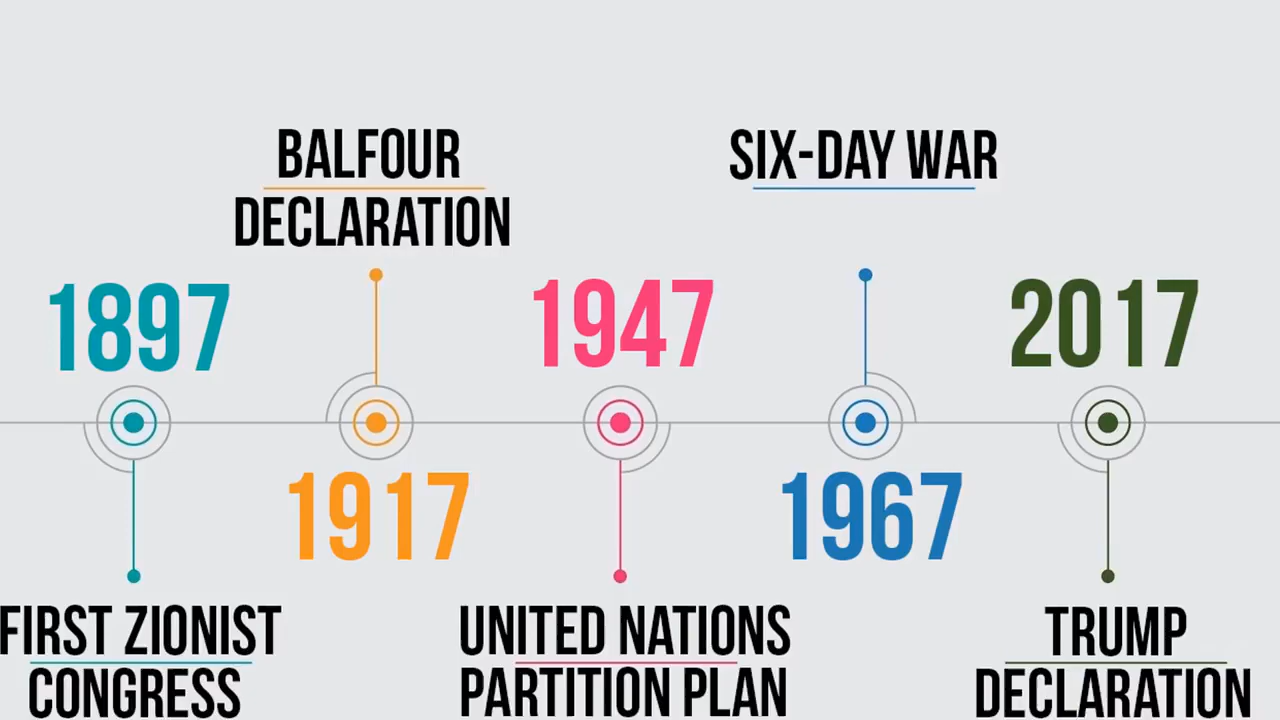 BALFOUR
DECLARATION
SIX-DAY WAR
1897
1947
2017
1917
1967
FIRST ZIONIST
CONGRESS
UNITED NATIONS
PARTITION PLAN
TRUMP
DECLARATION